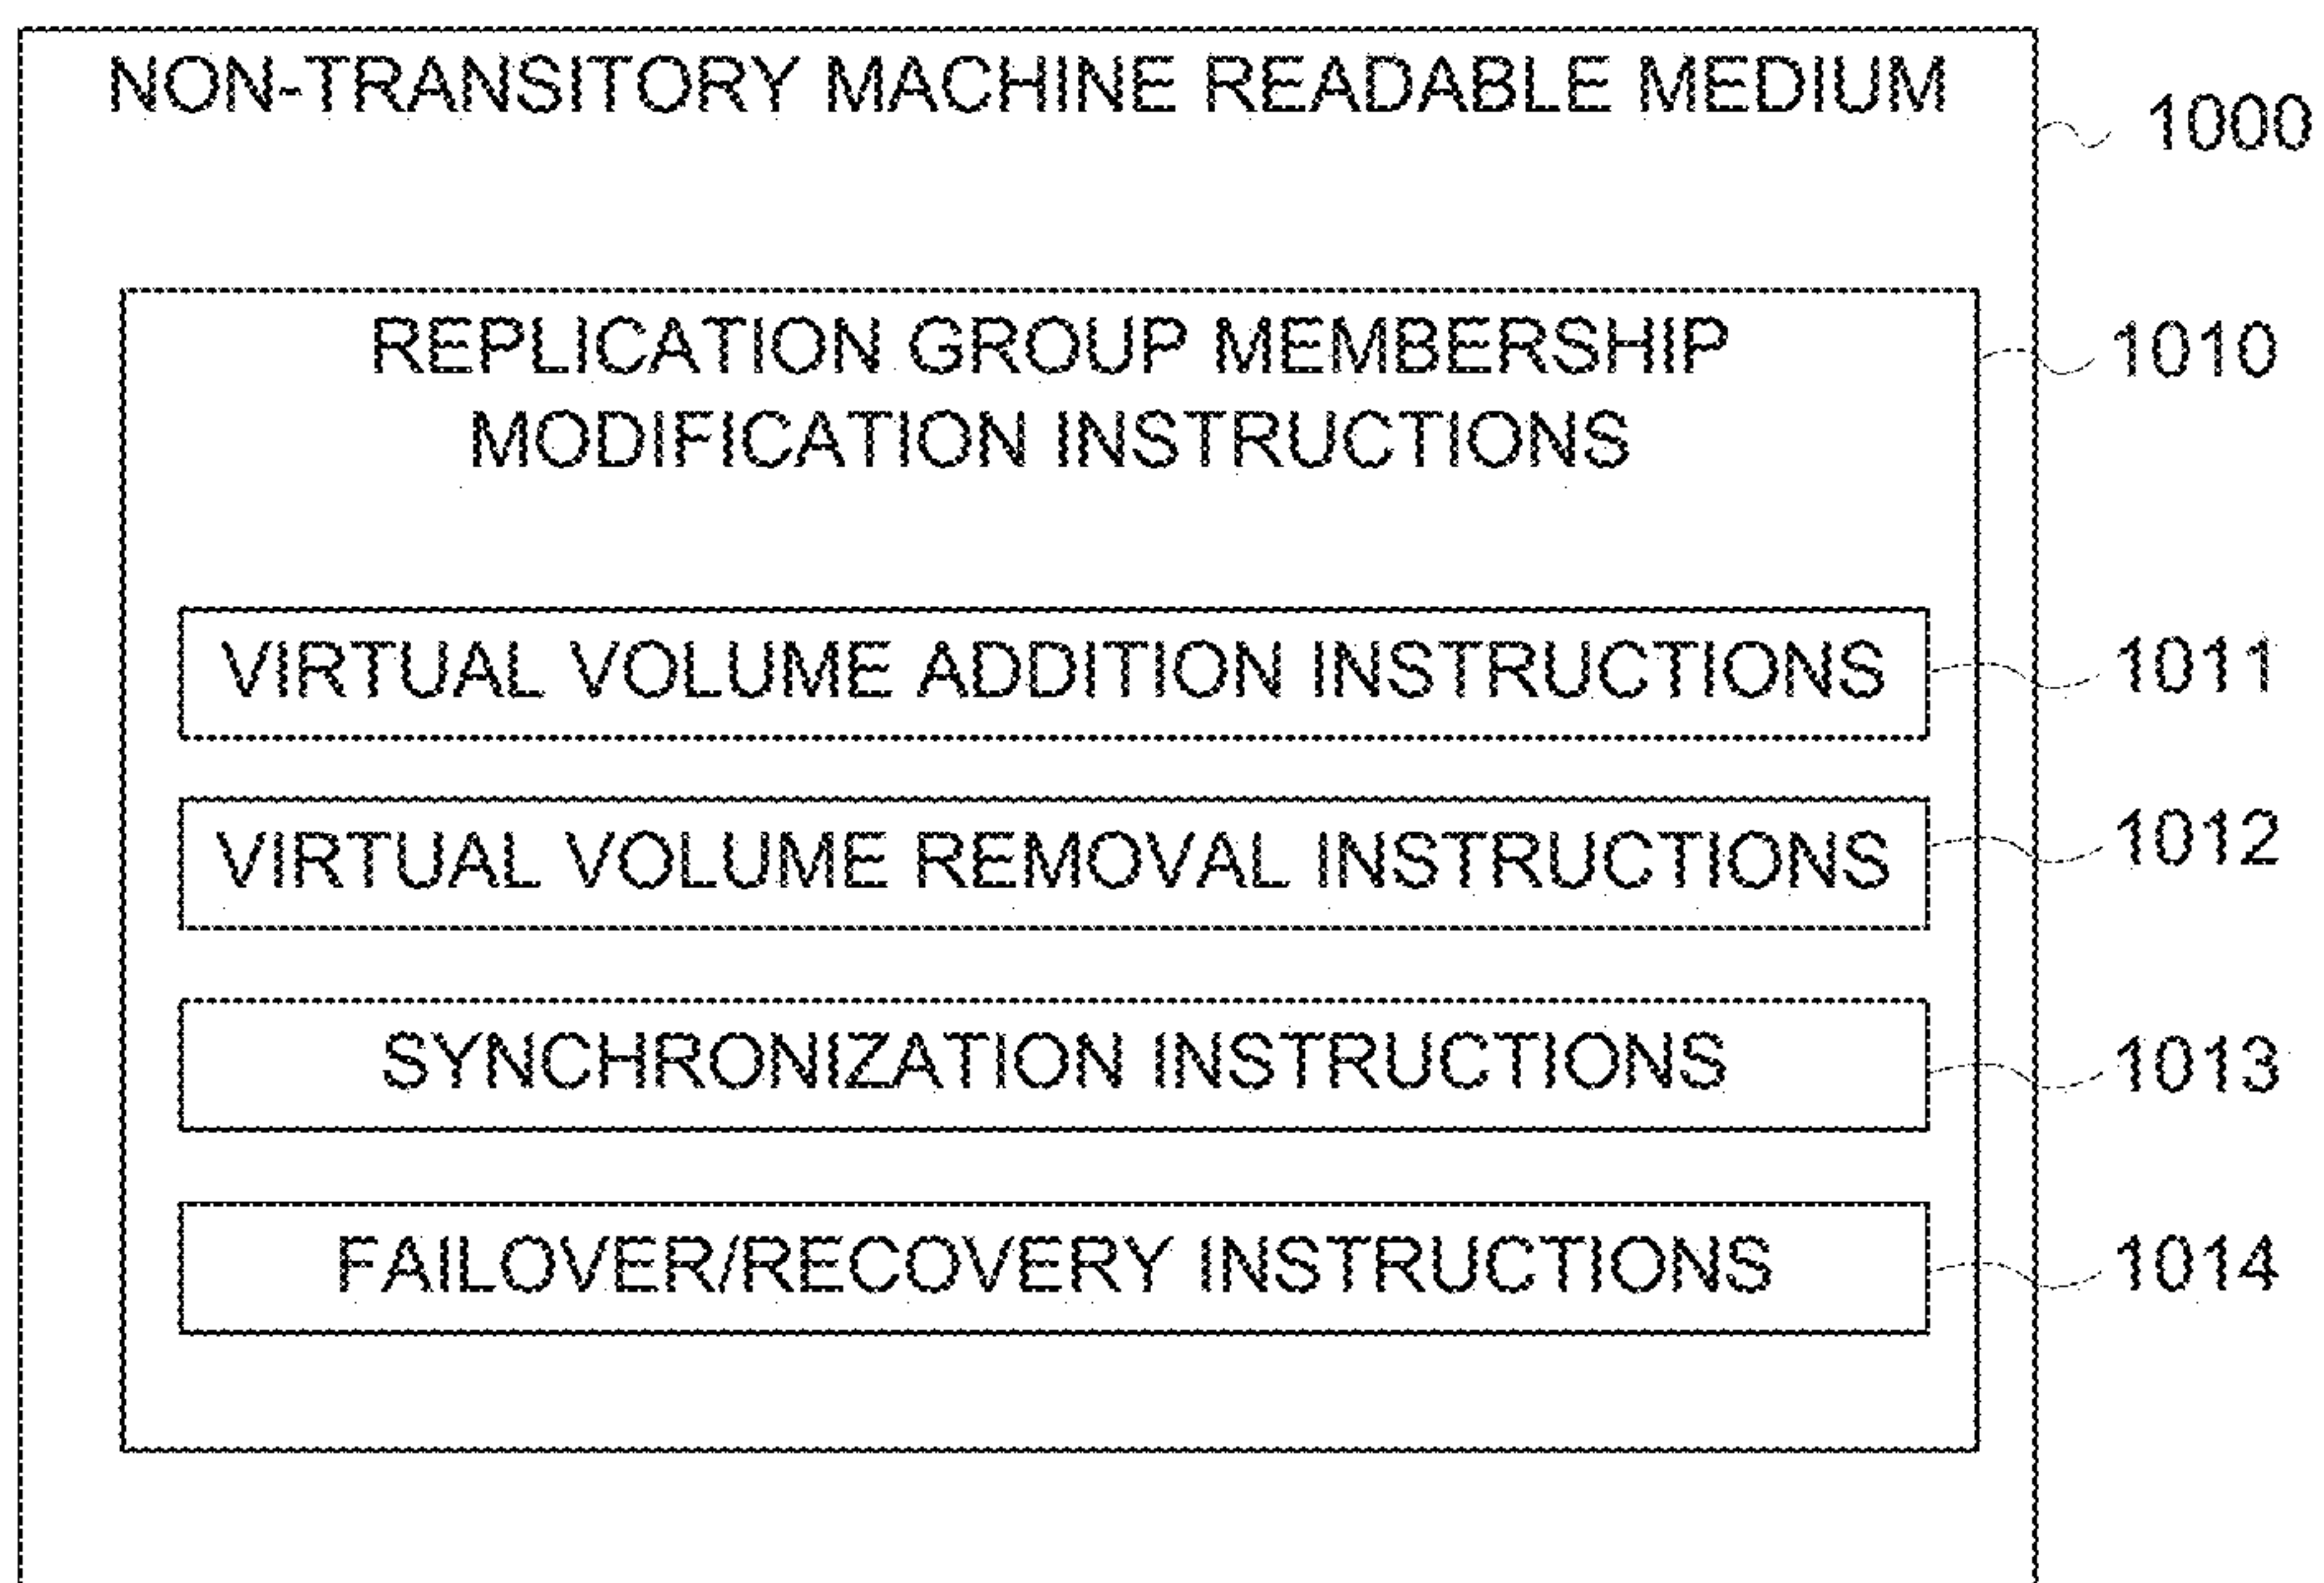 NON-TRANSITORY MACHINE READABLE MEDIUM
1000
REPLICATION GROUP MEMBERSHIP
1010
MODIFICATION INSTRUCTIONS
VIRTUAL VOLUME ADDITION INSTRUCTIONS
1011
VIRTUAL VOLUME REMOVAL INSTRUCTIONS
1012
SYNCHRONIZATION INSTRUCTIONS
1013
FAILOVER/RECOVERY INSTRUCTIONS
1014